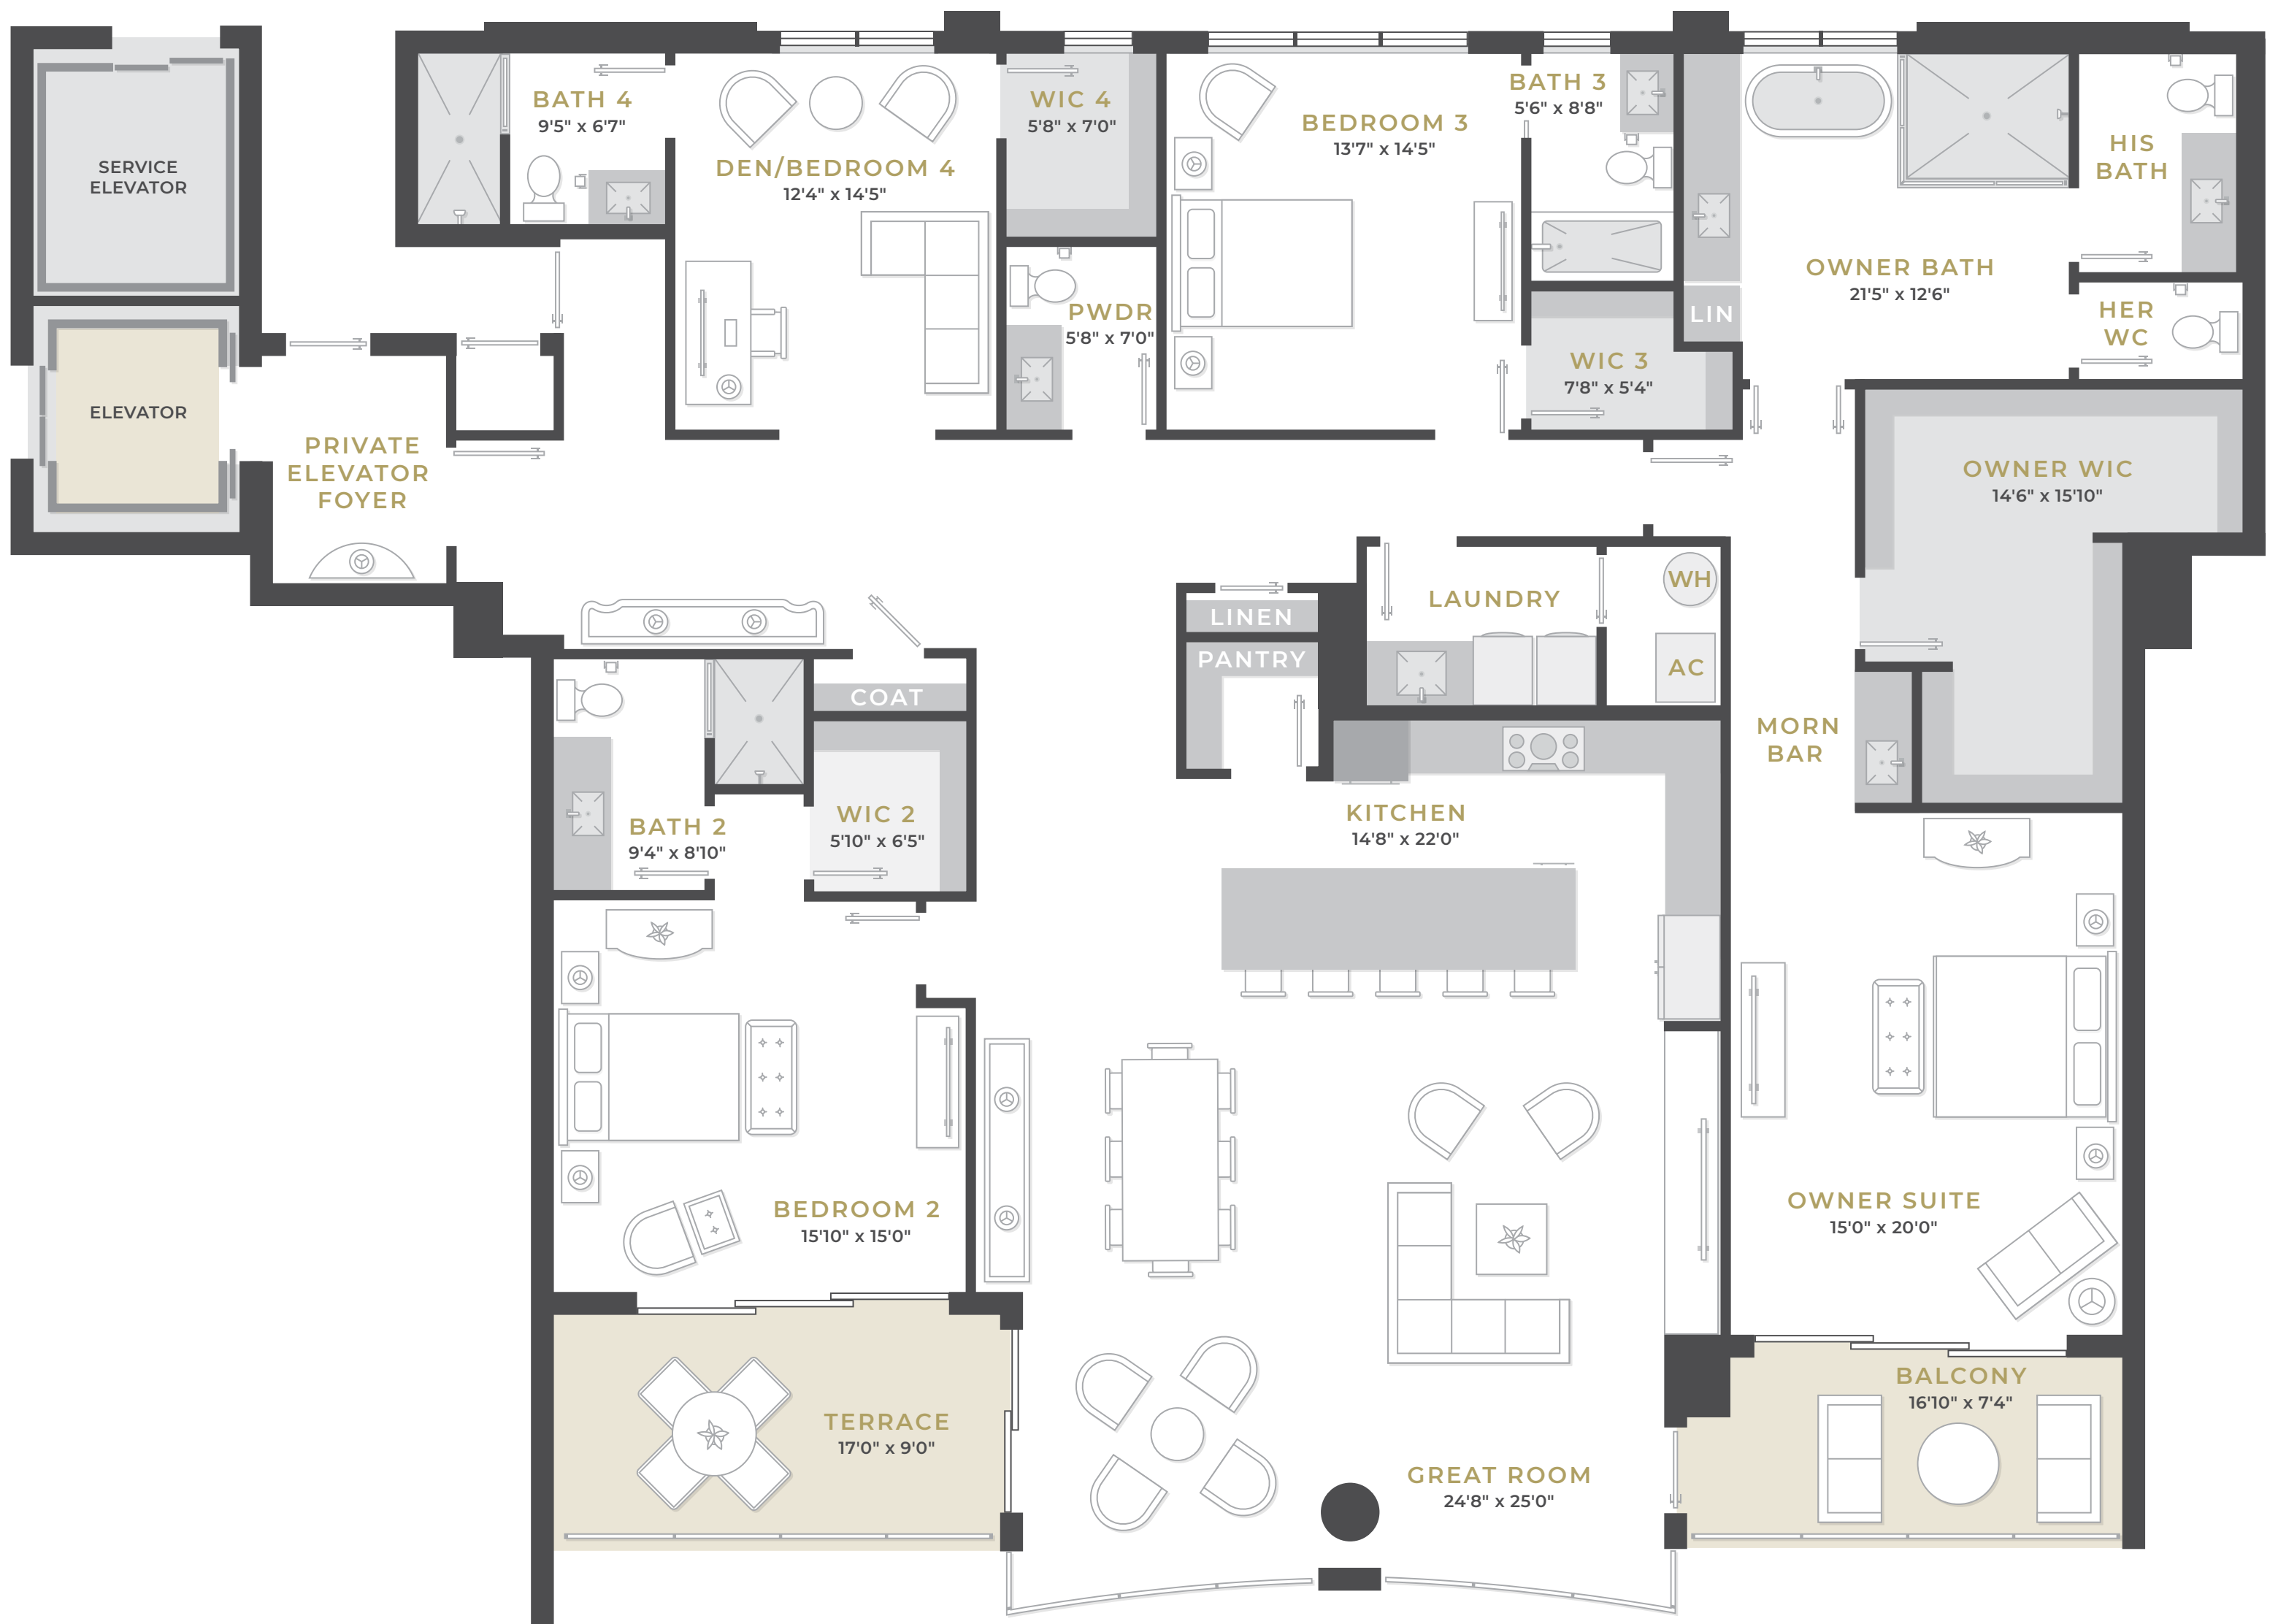 SERVICE
ELEVATOR
ELEVATOR
PRIVATE
ELEVATOR
FOYER
BATH 4
9'5" x 6'7"
DEN/BEDROOM 4
12'4" x 14'5"
WIC 4
5'8" x 7'0"
PWDR
5'8" x 7'0"
BEDROOM 3
13'7" x 14'5"
BATH 3
5'6" x 8'8"
WIC 3
7'8" x 5'4"
LIN
OWNER BATH
21'5" x 12'6"
HIS
BATH
HER
WC
OWNER WIC
14'6" x 15'10"
LINEN
PANTRY
LAUNDRY
WH
AC
COAT
MORN
BAR
BATH 2
9'4" x 8'10"
WIC 2
5'10" x 6'5"
KITCHEN
14'8" x 22'0"
BEDROOM 2
15'10" x 15'0"
OWNER SUITE
15'0" x 20'0"
TERRACE
17'0" x 9'0"
GREAT ROOM
24'8" x 25'0"
BALCONY
16'10" x 7'4"